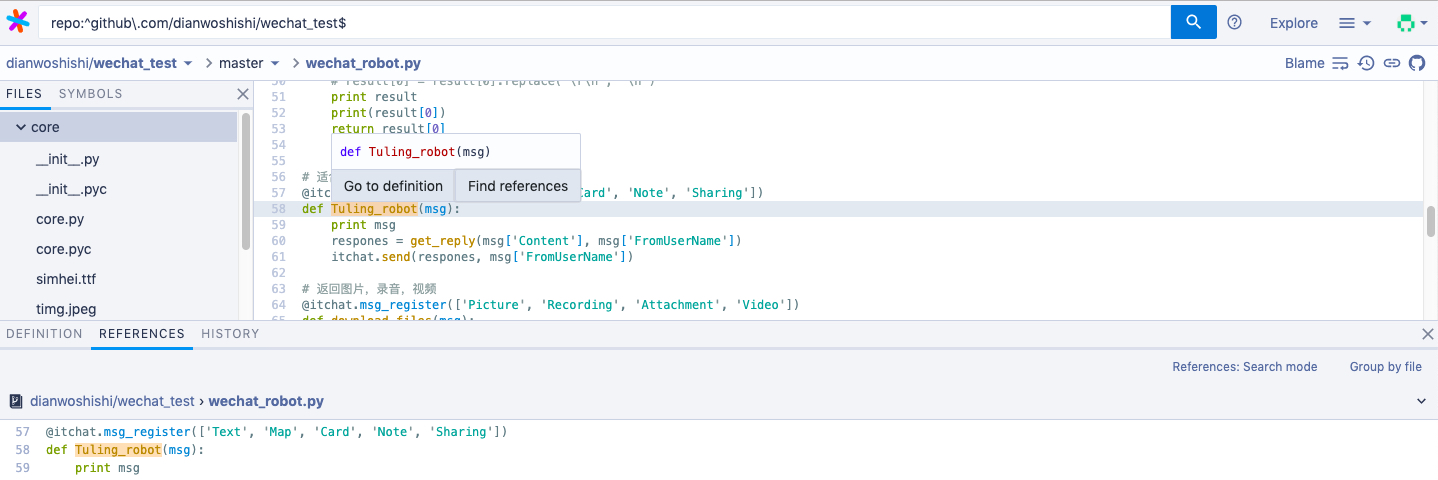 repo:^github\.com/dianwoshishi/wechat_test$
Explore
dianwoshishi/wechat_test
master
wechat_robot.py
Blame
FILES SYMBOLS
core
__init__.py
__init__.pyc
core.py
core.pyc
simhei.ttf
timg.jpeg
51 print result
52 print(result[0])
53 return result[0]
54
55
def Tuling_robot(msg)
Go to definition Find references
56 #
57 @itc Card', 'Note', 'Sharing'])
58 def Tuling_robot(msg):
59 print msg
60 respones = get_reply(msg['Content'], msg['FromUserName'])
61 itchat.send(respones, msg['FromUserName'])
62
63 # 返回图片，录音，视频
64 @itchat.msg_register(['Picture', 'Recording', 'Attachment', 'Video'])
65 def download_files(msg):
DEFINITION REFERENCES HISTORY
References: Search mode Group by file
dianwoshishi/wechat_test › wechat_robot.py
57 @itchat.msg_register(['Text', 'Map', 'Card', 'Note', 'Sharing'])
58 def Tuling_robot(msg):
59 print msg